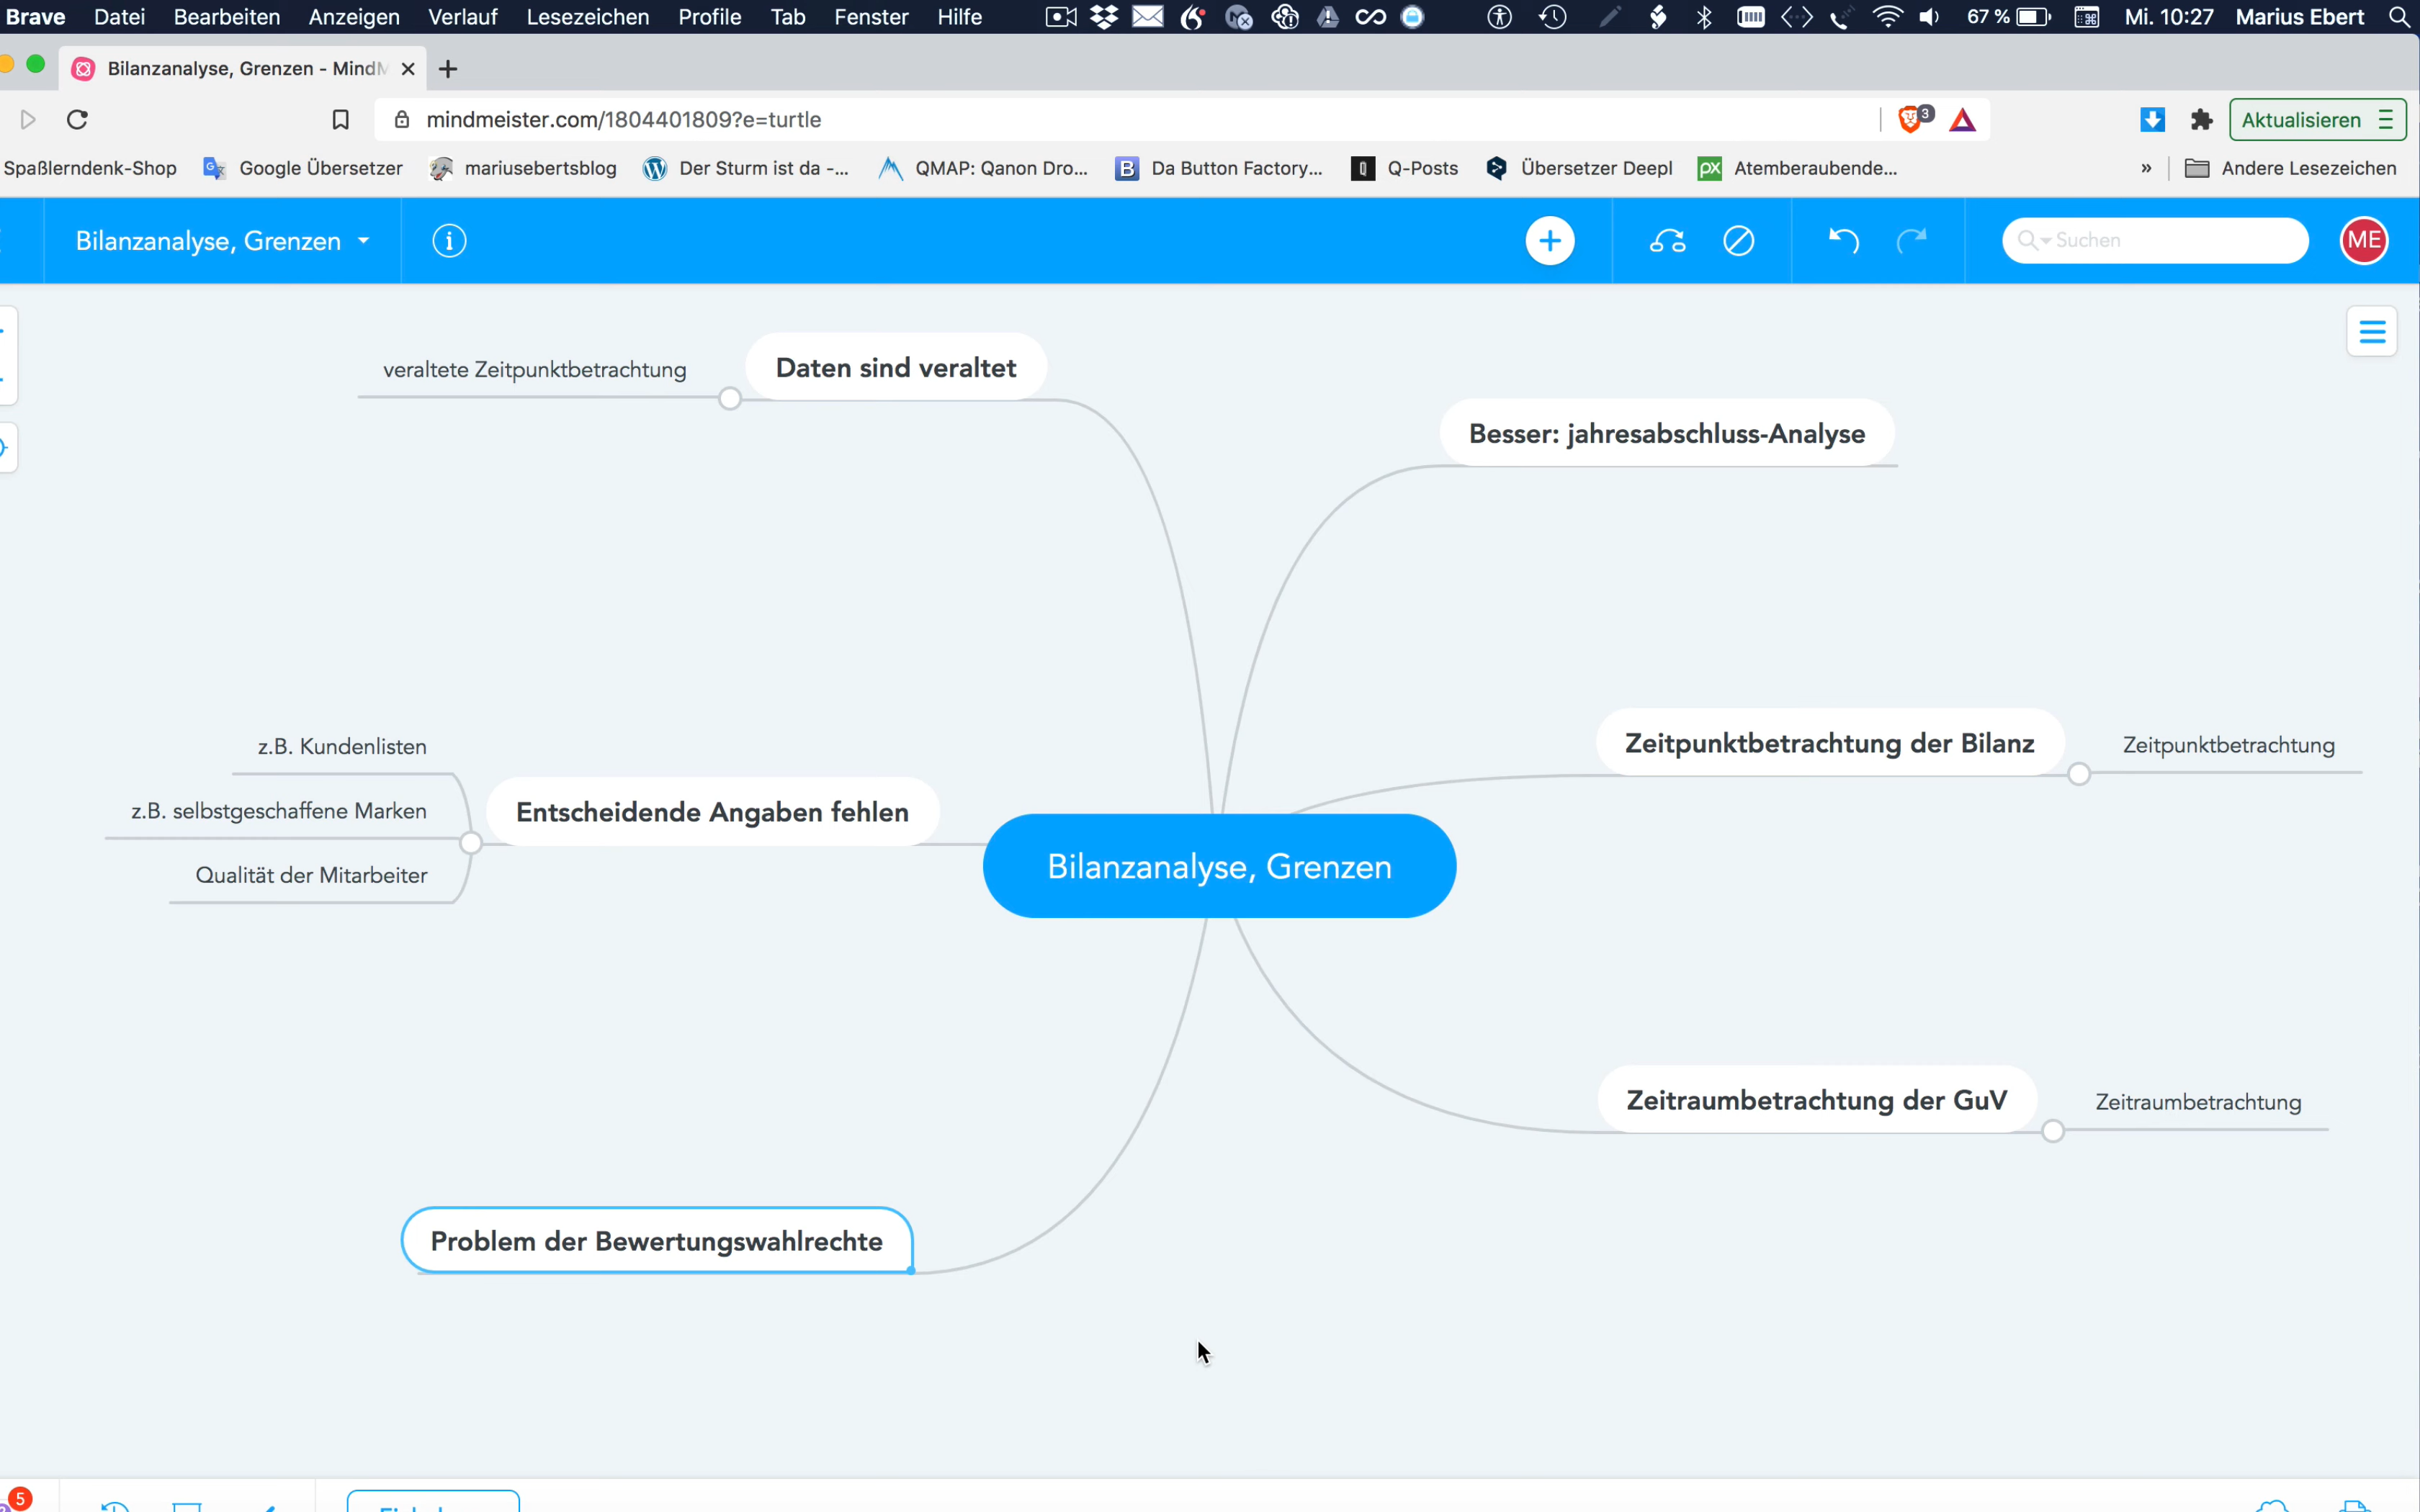 Brave Datei Bearbeiten Anzeigen Verlauf Lesezeichen Profile Tab Fenster Hilfe 67 % Mi. 10:27 Marius Ebert
Bilanzanalyse, Grenzen - MindM
mindmeister.com/1804401809?e=turtle 3 Aktualisieren
Spaßlerndenk-Shop Google Übersetzer mariusebertsblog Der Sturm ist da -... QMAP: Qanon Dro... Da Button Factory... Q-Posts Übersetzer Deepl Atemberaubende... » Andere Lesezeichen
Bilanzanalyse, Grenzen Suchen ME
veraltete Zeitpunktbetrachtung
Daten sind veraltet
Besser: jahresabschluss-Analyse
Zeitpunktbetrachtung der Bilanz
Zeitpunktbetrachtung
z.B. Kundenlisten
z.B. selbstgeschaffene Marken
Qualität der Mitarbeiter
Entscheidende Angaben fehlen
Bilanzanalyse, Grenzen
Zeitraumbetrachtung der GuV
Zeitraumbetrachtung
Problem der Bewertungswahlrechte
5